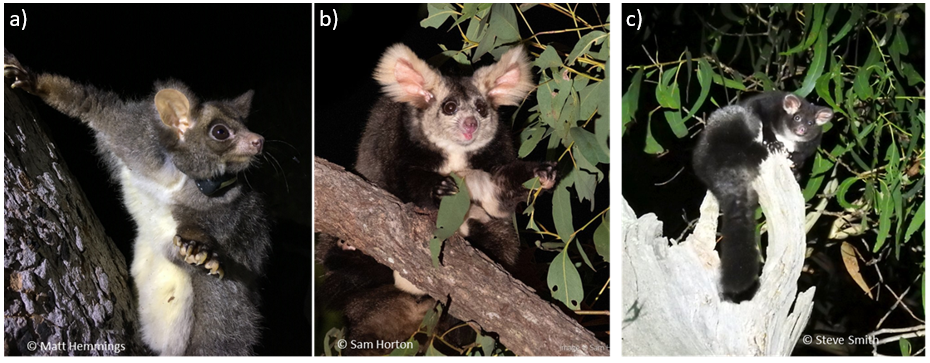 a)
b)
c)
© Matt Hemmings
© Sam Horton
© Steve Smith